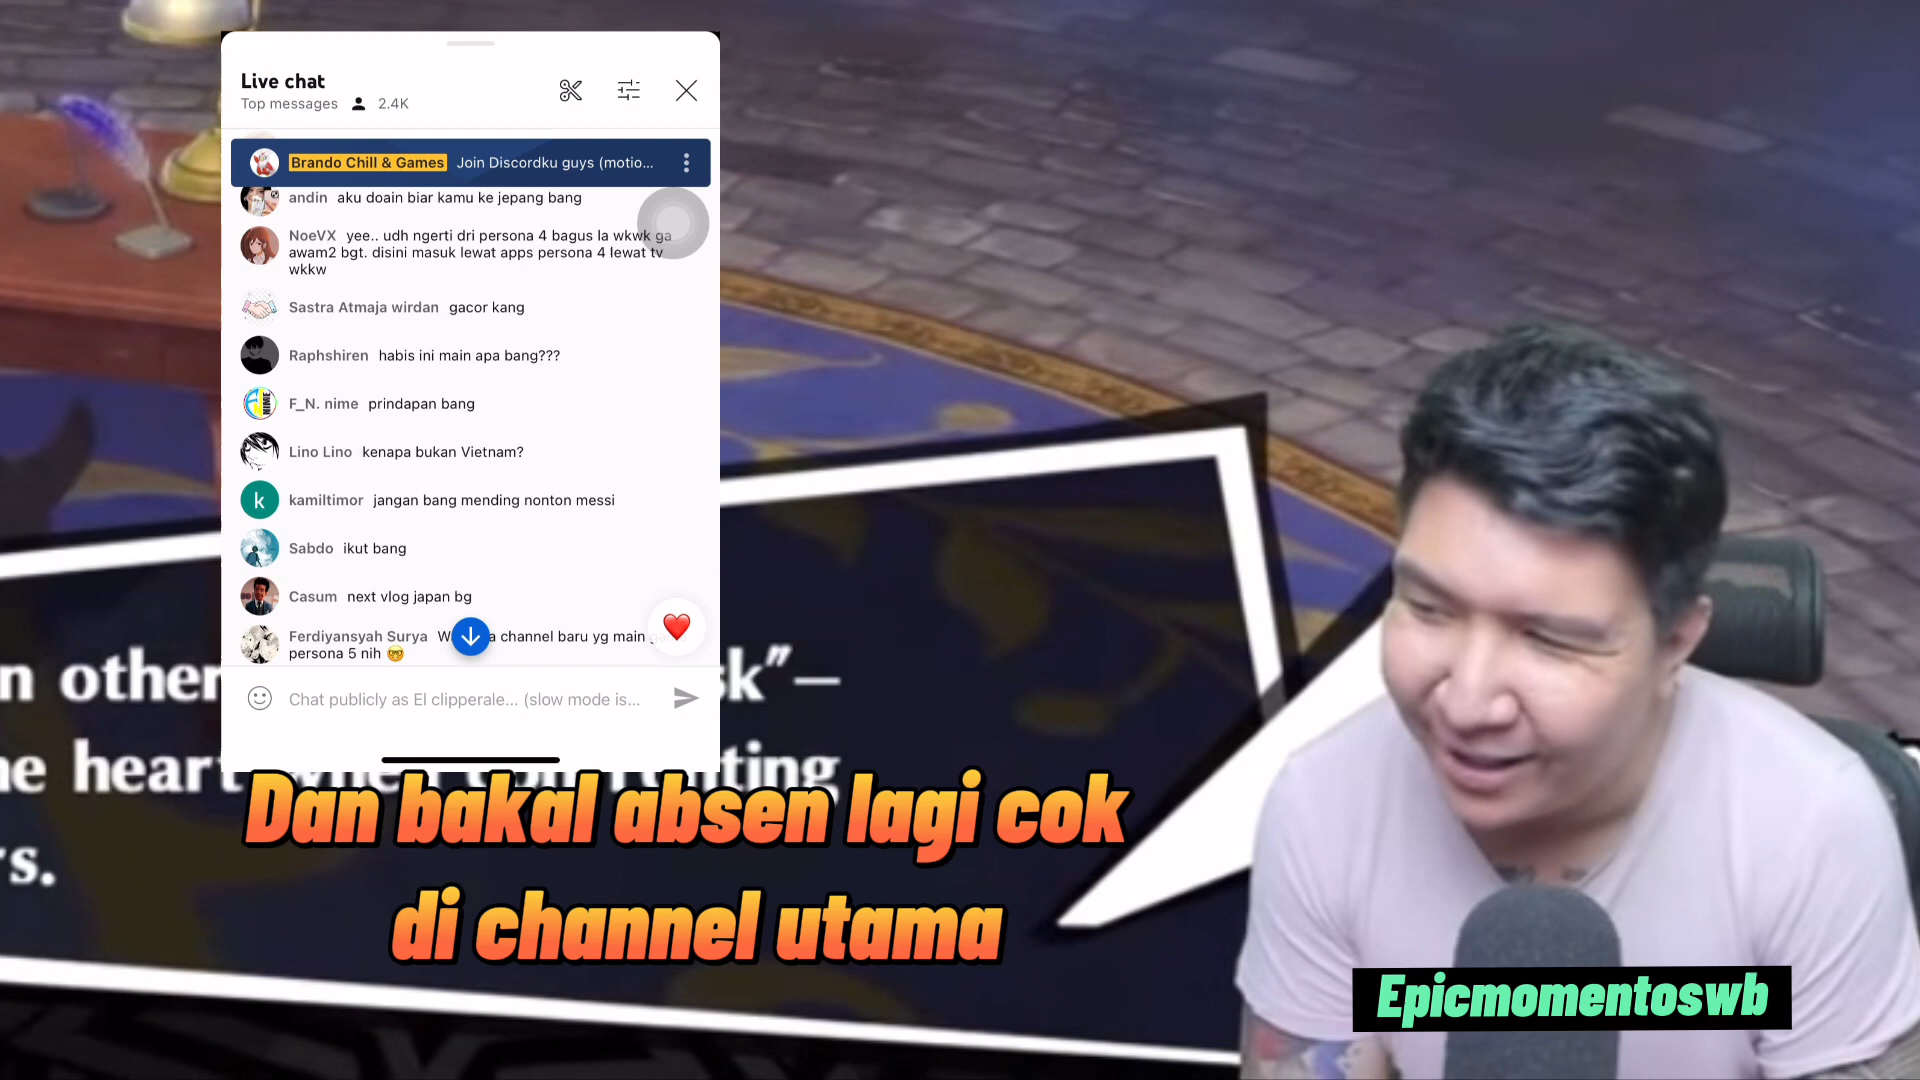 Live chat
Top messages 2.4K
Brando Chill & Games Join Discordku guys (motio...
andin aku doain biar kamu ke jepang bang
NoeVX yee.. udh ngerti dri persona 4 bagus la wkwk ga
awam2 bgt. disini masuk lewat apps persona 4 lewat tv
wkkw
Sastra Atmaja wirdan gacor kang
Raphshiren habis ini main apa bang???
F_N. nime prindapan bang
Lino Lino kenapa bukan Vietnam?
k kamiltimor jangan bang mending nonton messi
Sabdo ikut bang
Casum next vlog japan bg
Ferdiyansyah Surya channel baru yg main
persona 5 nih 🤓
Chat publicly as El clipperale... (slow mode is...
n other sk"—
he heart when confronting
rs.
Dan bakal absen lagi cok
di channel utama
Epicmomentoswb